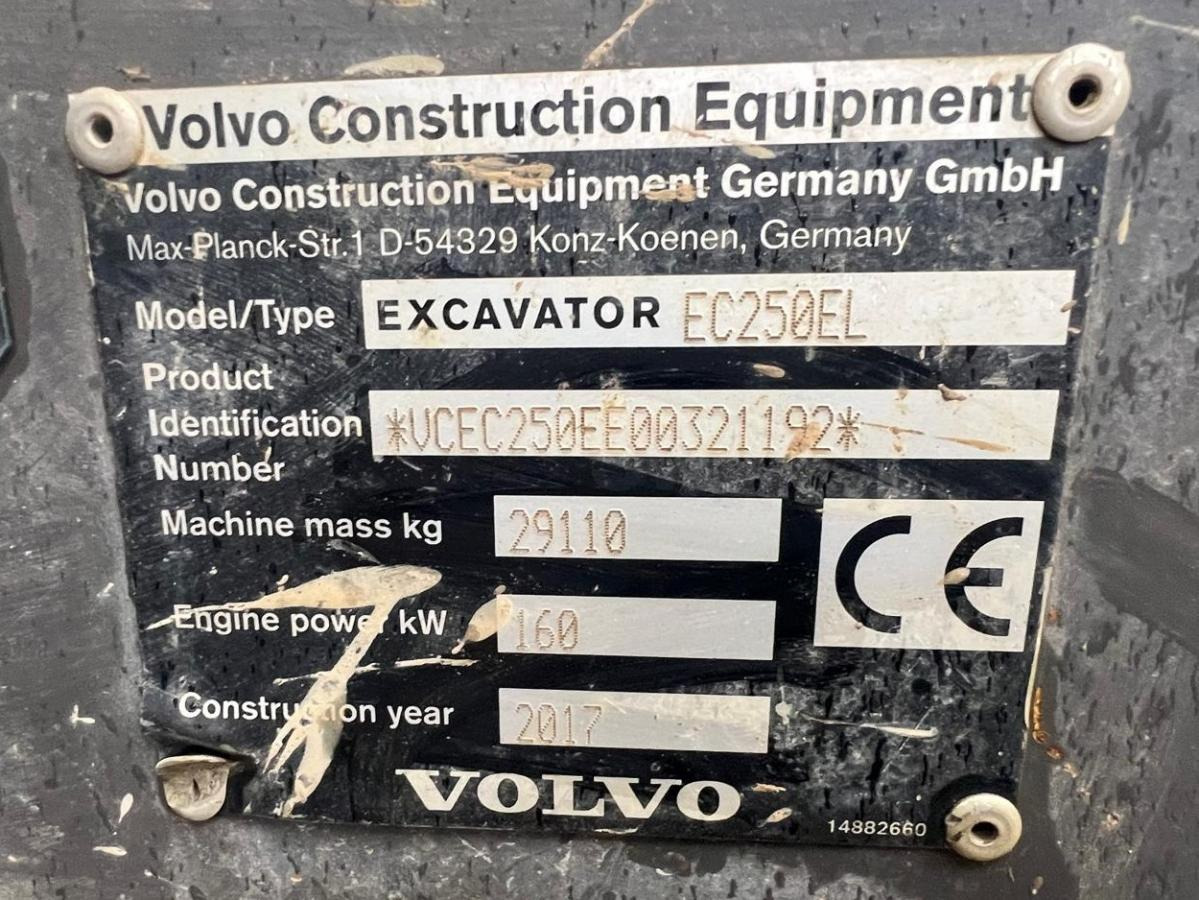 Volvo Construction Equipment
Volvo Construction Equipment Germany GmbH
Max-Planck-Str.1 D-54329 Konz-Koenen, Germany
Model/Type EXCAVATOR EC250EL
Product
Identification *VCEC250EE00321192*
Number
Machine mass kg 29110
CE
Engine power kW 160
Construction year 2017
VOLVO
14882660